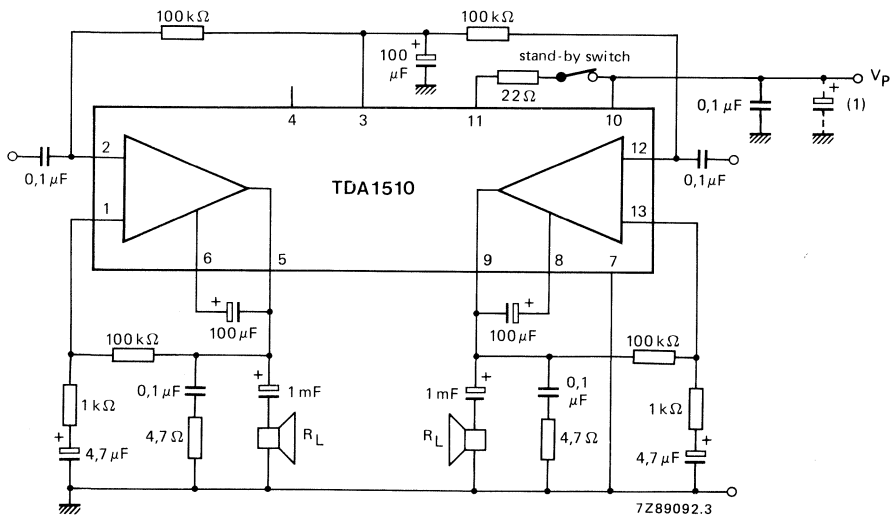 100 kΩ
100 kΩ
+
100
μF
stand-by switch
22 Ω
V_P
0,1 μF
+
(1)
4
3
11
10
0,1 μF
2
1
TDA1510
12
13
0,1 μF
6
5
9
8
7
+
100 μF
+
100 μF
100 kΩ
100 kΩ
1 kΩ
+
4,7 μF
0,1 μF
4,7 Ω
+
1 mF
R_L
1 mF
+
R_L
0,1
μF
4,7 Ω
1 kΩ
+
4,7 μF
7Z89092.3